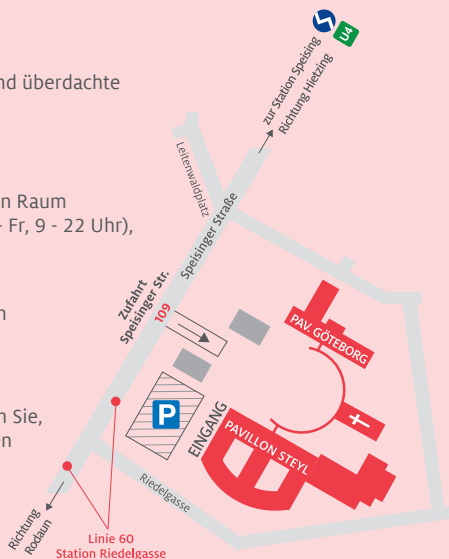 U4
zur Station Speising
Richtung Hietzing
nd überdachte
Leitenwaldplatz
n Raum
- Fr, 9 - 22 Uhr),
Speisinger Straße
Zufahrt
Speisinger Str.
109
n
PAV. GÖTEBORG
P
EINGANG
PAVILLON STEYL
n Sie,
en
Riedelgasse
Richtung
Rodaun
Linie 60
Station Riedelgasse